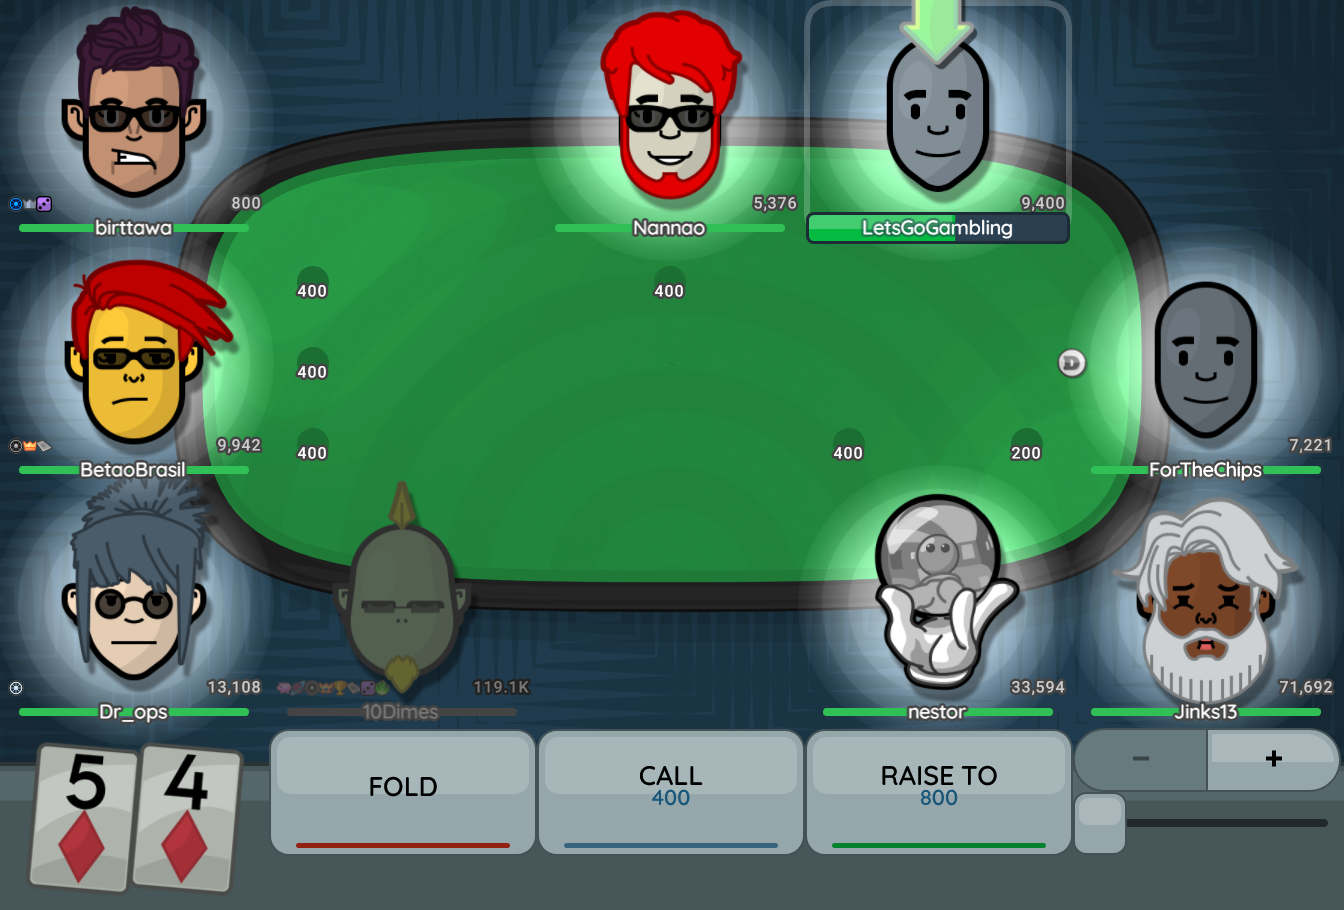 800
birttawa
5,376
Nannao
9,400
LetsGoGambling
400
400
400
D
7,221
ForTheChips
9,942
BetaoBrasil
400
400
200
13,108
Dr_ops
119.1K
10Dimes
33,594
nestor
71,692
Jinks13
5
4
FOLD
CALL
400
RAISE TO
800
−
+